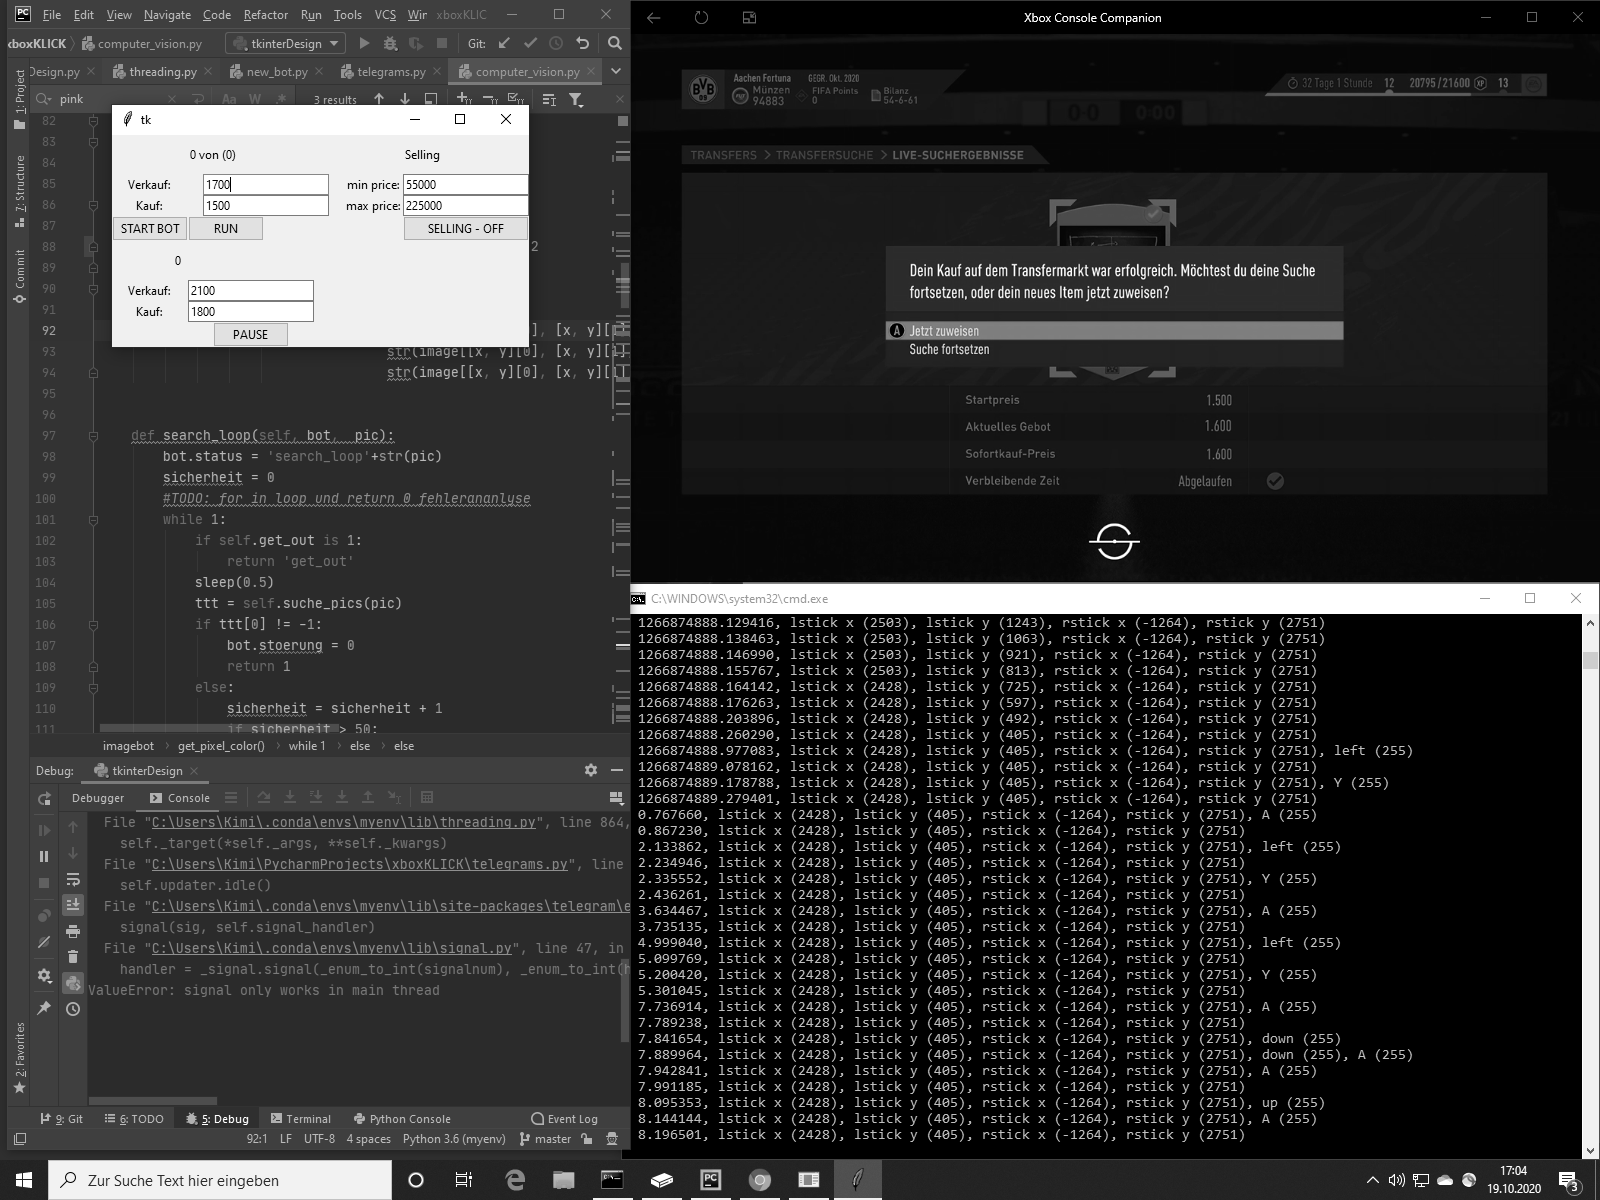 File Edit View Navigate Code Refactor Run Tools VCS Wir xboxKLIC
xboxKLICK computer_vision.py tkinterDesign Git:
Design.py threading.py new_bot.py telegrams.py computer_vision.py
pink Aa W 3 results
1: Project
7: Structure
Commit
2: Favorites
tk
0 von (0) Selling
Verkauf: 1700 min price: 55000
Kauf: 1500 max price: 225000
START BOT RUN SELLING - OFF
0
Verkauf: 2100
Kauf: 1800
PAUSE
82
83
84
85
86
87
88 2
89
90
91
92 ], [x, y][1]
93 str(image[[x, y][0], [x, y][1]
94 str(image[[x, y][0], [x, y][1]
95
96
97 def search_loop(self, bot, pic):
98 bot.status = 'search_loop'+str(pic)
99 sicherheit = 0
100 #TODO: for in loop und return 0 fehlerananlyse
101 while 1:
102 if self.get_out is 1:
103 return 'get_out'
104 sleep(0.5)
105 ttt = self.suche_pics(pic)
106 if ttt[0] != -1:
107 bot.stoerung = 0
108 return 1
109 else:
110 sicherheit = sicherheit + 1
111 if sicherheit > 50:
imagebot get_pixel_color() while 1 else else
Debug: tkinterDesign
Debugger Console
File "C:\Users\Kimi\.conda\envs\myenv\lib\threading.py", line 864,
self._target(*self._args, **self._kwargs)
File "C:\Users\Kimi\PycharmProjects\xboxKLICK\telegrams.py", line
self.updater.idle()
File "C:\Users\Kimi\.conda\envs\myenv\lib\site-packages\telegram\e
signal(sig, self.signal_handler)
File "C:\Users\Kimi\.conda\envs\myenv\lib\signal.py", line 47, in
handler = _signal.signal(_enum_to_int(signalnum), _enum_to_int(h
ValueError: signal only works in main thread
9: Git 6: TODO 5: Debug Terminal Python Console Event Log
92:1 LF UTF-8 4 spaces Python 3.6 (myenv) master
Xbox Console Companion
BVB 09
Aachen Fortuna GEGR. Okt. 2020
Münzen FIFA Points Bilanz
94883 0 54-6-61
32 Tage 1 Stunde 12 20795/21600 XP 13
0-0 0:00
TRANSFERS > TRANSFERSUCHE > LIVE-SUCHERGEBNISSE
Dein Kauf auf dem Transfermarkt war erfolgreich. Möchtest du deine Suche
fortsetzen, oder dein neues Item jetzt zuweisen?
A Jetzt zuweisen
Suche fortsetzen
Startpreis 1.500
Aktuelles Gebot 1.600
Sofortkauf-Preis 1.600
Verbleibende Zeit Abgelaufen
C:\WINDOWS\system32\cmd.exe
1266874888.129416, lstick x (2503), lstick y (1243), rstick x (-1264), rstick y (2751)
1266874888.138463, lstick x (2503), lstick y (1063), rstick x (-1264), rstick y (2751)
1266874888.146990, lstick x (2503), lstick y (921), rstick x (-1264), rstick y (2751)
1266874888.155767, lstick x (2503), lstick y (813), rstick x (-1264), rstick y (2751)
1266874888.164142, lstick x (2428), lstick y (725), rstick x (-1264), rstick y (2751)
1266874888.176263, lstick x (2428), lstick y (597), rstick x (-1264), rstick y (2751)
1266874888.203896, lstick x (2428), lstick y (492), rstick x (-1264), rstick y (2751)
1266874888.260290, lstick x (2428), lstick y (405), rstick x (-1264), rstick y (2751)
1266874888.977083, lstick x (2428), lstick y (405), rstick x (-1264), rstick y (2751), left (255)
1266874889.078162, lstick x (2428), lstick y (405), rstick x (-1264), rstick y (2751)
1266874889.178788, lstick x (2428), lstick y (405), rstick x (-1264), rstick y (2751), Y (255)
1266874889.279401, lstick x (2428), lstick y (405), rstick x (-1264), rstick y (2751)
0.767660, lstick x (2428), lstick y (405), rstick x (-1264), rstick y (2751), A (255)
0.867230, lstick x (2428), lstick y (405), rstick x (-1264), rstick y (2751)
2.133862, lstick x (2428), lstick y (405), rstick x (-1264), rstick y (2751), left (255)
2.234946, lstick x (2428), lstick y (405), rstick x (-1264), rstick y (2751)
2.335552, lstick x (2428), lstick y (405), rstick x (-1264), rstick y (2751), Y (255)
2.436261, lstick x (2428), lstick y (405), rstick x (-1264), rstick y (2751)
3.634467, lstick x (2428), lstick y (405), rstick x (-1264), rstick y (2751), A (255)
3.735135, lstick x (2428), lstick y (405), rstick x (-1264), rstick y (2751)
4.999040, lstick x (2428), lstick y (405), rstick x (-1264), rstick y (2751), left (255)
5.099769, lstick x (2428), lstick y (405), rstick x (-1264), rstick y (2751)
5.200420, lstick x (2428), lstick y (405), rstick x (-1264), rstick y (2751), Y (255)
5.301045, lstick x (2428), lstick y (405), rstick x (-1264), rstick y (2751)
7.736914, lstick x (2428), lstick y (405), rstick x (-1264), rstick y (2751), A (255)
7.789238, lstick x (2428), lstick y (405), rstick x (-1264), rstick y (2751)
7.841654, lstick x (2428), lstick y (405), rstick x (-1264), rstick y (2751), down (255)
7.889964, lstick x (2428), lstick y (405), rstick x (-1264), rstick y (2751), down (255), A (255)
7.942841, lstick x (2428), lstick y (405), rstick x (-1264), rstick y (2751), A (255)
7.991185, lstick x (2428), lstick y (405), rstick x (-1264), rstick y (2751)
8.095353, lstick x (2428), lstick y (405), rstick x (-1264), rstick y (2751), up (255)
8.144144, lstick x (2428), lstick y (405), rstick x (-1264), rstick y (2751), A (255)
8.196501, lstick x (2428), lstick y (405), rstick x (-1264), rstick y (2751)
Zur Suche Text hier eingeben
17:04
19.10.2020
3